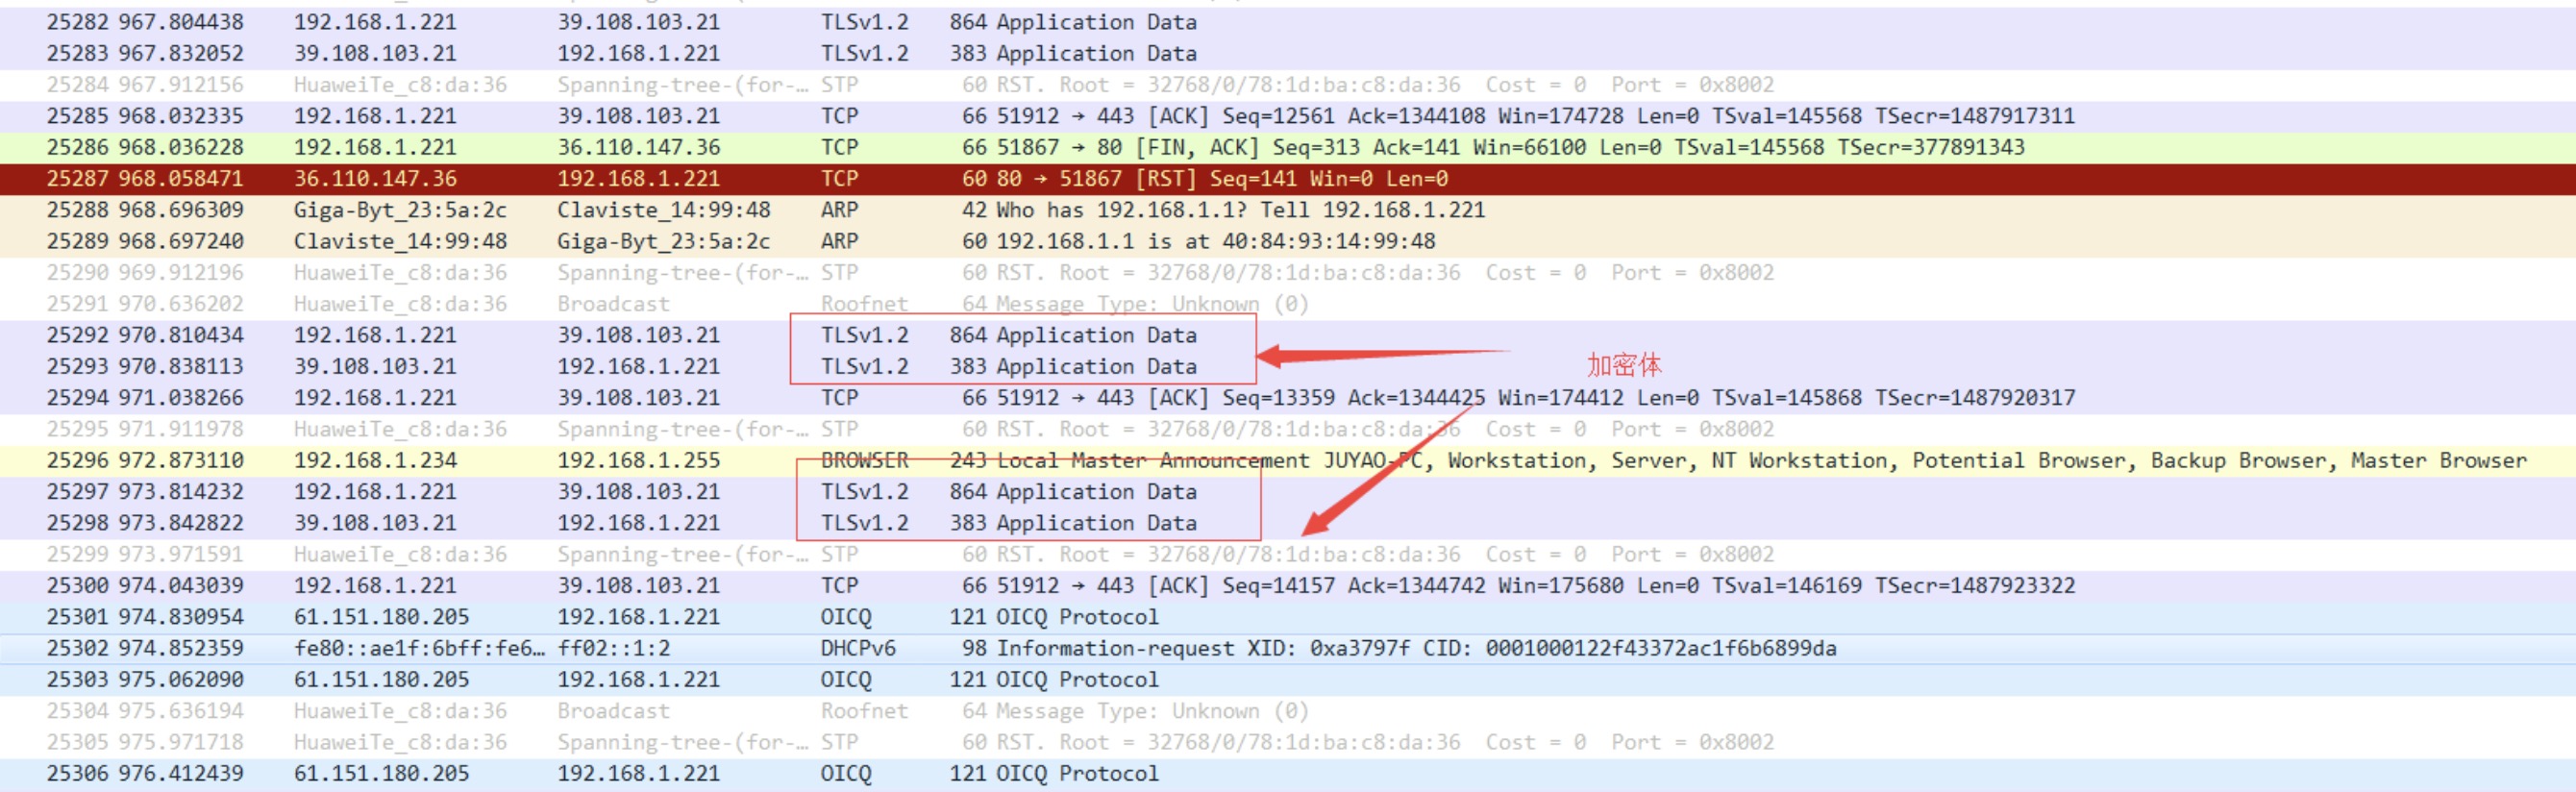 25282 967.804438 192.168.1.221 39.108.103.21 TLSv1.2 864 Application Data
25283 967.832052 39.108.103.21 192.168.1.221 TLSv1.2 383 Application Data
25284 967.912156 HuaweiTe_c8:da:36 Spanning-tree-(for-… STP 60 RST. Root = 32768/0/78:1d:ba:c8:da:36 Cost = 0 Port = 0x8002
25285 968.032335 192.168.1.221 39.108.103.21 TCP 66 51912 → 443 [ACK] Seq=12561 Ack=1344108 Win=174728 Len=0 TSval=145568 TSecr=1487917311
25286 968.036228 192.168.1.221 36.110.147.36 TCP 66 51867 → 80 [FIN, ACK] Seq=313 Ack=141 Win=66100 Len=0 TSval=145568 TSecr=377891343
25287 968.058471 36.110.147.36 192.168.1.221 TCP 60 80 → 51867 [RST] Seq=141 Win=0 Len=0
25288 968.696309 Giga-Byt_23:5a:2c Claviste_14:99:48 ARP 42 Who has 192.168.1.1? Tell 192.168.1.221
25289 968.697240 Claviste_14:99:48 Giga-Byt_23:5a:2c ARP 60 192.168.1.1 is at 40:84:93:14:99:48
25290 969.912196 HuaweiTe_c8:da:36 Spanning-tree-(for-… STP 60 RST. Root = 32768/0/78:1d:ba:c8:da:36 Cost = 0 Port = 0x8002
25291 970.636202 HuaweiTe_c8:da:36 Broadcast Roofnet 64 Message Type: Unknown (0)
25292 970.810434 192.168.1.221 39.108.103.21 TLSv1.2 864 Application Data
25293 970.838113 39.108.103.21 192.168.1.221 TLSv1.2 383 Application Data
加密体
25294 971.038266 192.168.1.221 39.108.103.21 TCP 66 51912 → 443 [ACK] Seq=13359 Ack=1344425 Win=174412 Len=0 TSval=145868 TSecr=1487920317
25295 971.911978 HuaweiTe_c8:da:36 Spanning-tree-(for-… STP 60 RST. Root = 32768/0/78:1d:ba:c8:da:36 Cost = 0 Port = 0x8002
25296 972.873110 192.168.1.234 192.168.1.255 BROWSER 243 Local Master Announcement JUYAO-PC, Workstation, Server, NT Workstation, Potential Browser, Backup Browser, Master Browser
25297 973.814232 192.168.1.221 39.108.103.21 TLSv1.2 864 Application Data
25298 973.842822 39.108.103.21 192.168.1.221 TLSv1.2 383 Application Data
25299 973.971591 HuaweiTe_c8:da:36 Spanning-tree-(for-… STP 60 RST. Root = 32768/0/78:1d:ba:c8:da:36 Cost = 0 Port = 0x8002
25300 974.043039 192.168.1.221 39.108.103.21 TCP 66 51912 → 443 [ACK] Seq=14157 Ack=1344742 Win=175680 Len=0 TSval=146169 TSecr=1487923322
25301 974.830954 61.151.180.205 192.168.1.221 OICQ 121 OICQ Protocol
25302 974.852359 fe80::ae1f:6bff:fe6… ff02::1:2 DHCPv6 98 Information-request XID: 0xa3797f CID: 0001000122f43372ac1f6b6899da
25303 975.062090 61.151.180.205 192.168.1.221 OICQ 121 OICQ Protocol
25304 975.636194 HuaweiTe_c8:da:36 Broadcast Roofnet 64 Message Type: Unknown (0)
25305 975.971718 HuaweiTe_c8:da:36 Spanning-tree-(for-… STP 60 RST. Root = 32768/0/78:1d:ba:c8:da:36 Cost = 0 Port = 0x8002
25306 976.412439 61.151.180.205 192.168.1.221 OICQ 121 OICQ Protocol